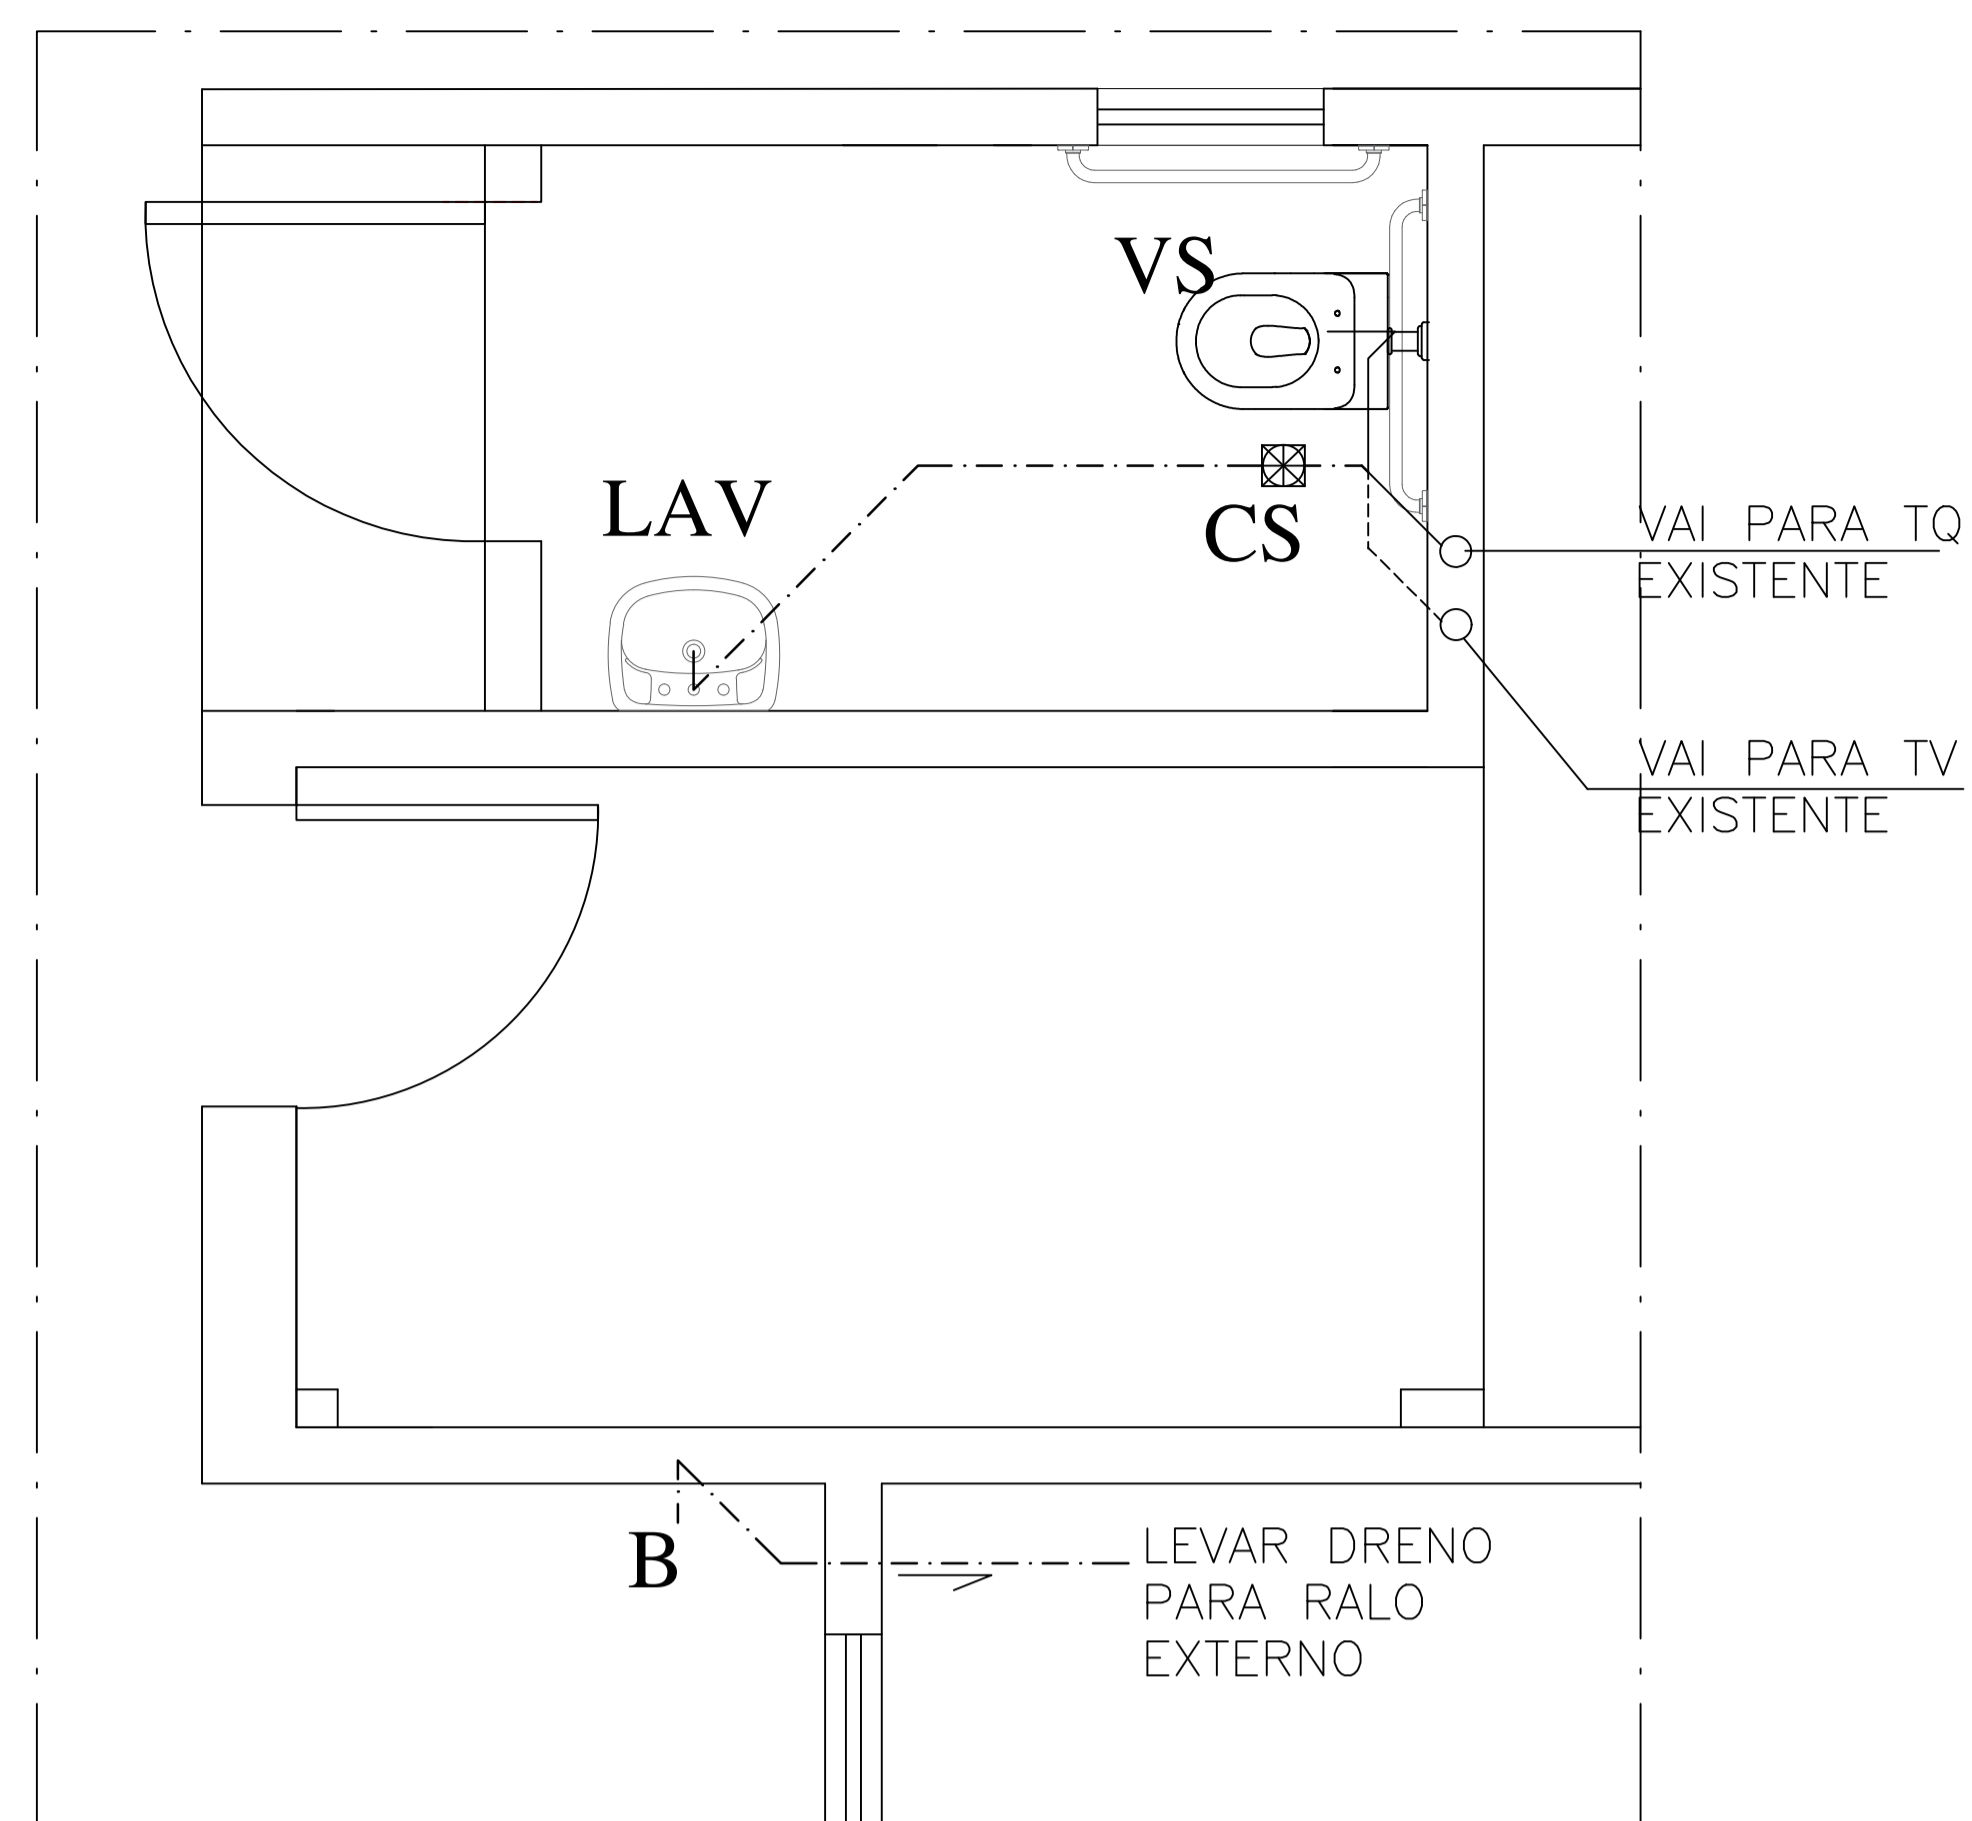 VS
LAV
CS
VAI PARA TQ
EXISTENTE
VAI PARA TV
EXISTENTE
B
LEVAR DRENO
PARA RALO
EXTERNO